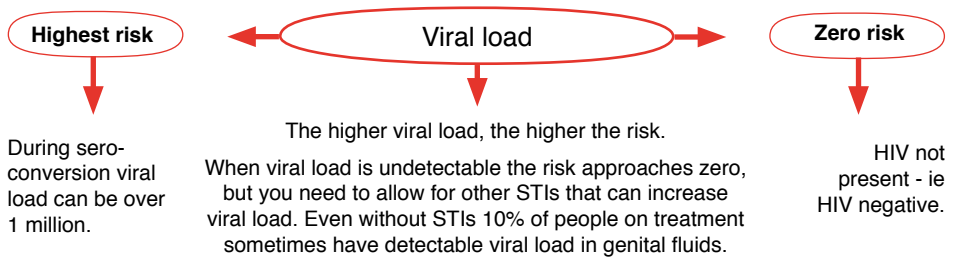 Highest risk
Viral load
Zero risk
During sero-
conversion viral
load can be over
1 million.
The higher viral load, the higher the risk.
When viral load is undetectable the risk approaches zero,
but you need to allow for other STIs that can increase
viral load. Even without STIs 10% of people on treatment
sometimes have detectable viral load in genital fluids.
HIV not
present - ie
HIV negative.